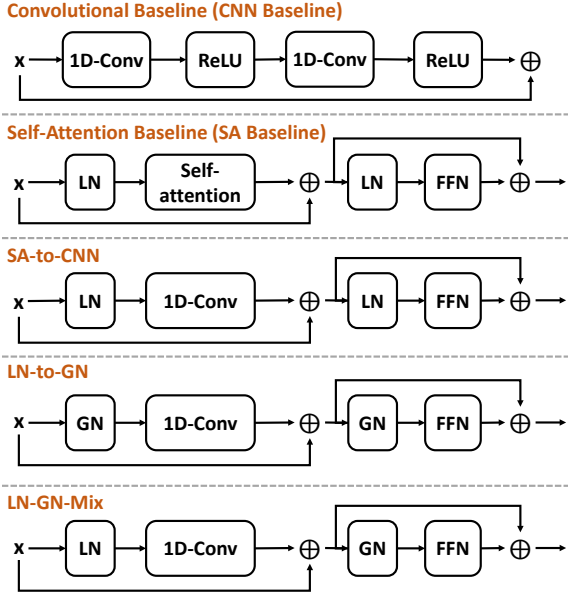 Convolutional Baseline (CNN Baseline)
x 1D-Conv ReLU 1D-Conv ReLU
Self-Attention Baseline (SA Baseline)
x LN Self-attention LN FFN
SA-to-CNN
x LN 1D-Conv LN FFN
LN-to-GN
x GN 1D-Conv GN FFN
LN-GN-Mix
x LN 1D-Conv GN FFN